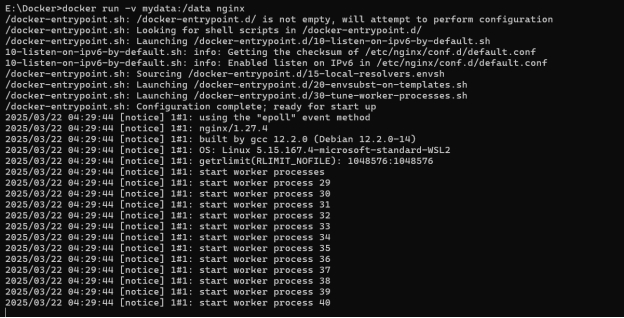 E:\Docker>docker run -v mydata:/data nginx
/docker-entrypoint.sh: /docker-entrypoint.d/ is not empty, will attempt to perform configuration
/docker-entrypoint.sh: Looking for shell scripts in /docker-entrypoint.d/
/docker-entrypoint.sh: Launching /docker-entrypoint.d/10-listen-on-ipv6-by-default.sh
10-listen-on-ipv6-by-default.sh: info: Getting the checksum of /etc/nginx/conf.d/default.conf
10-listen-on-ipv6-by-default.sh: info: Enabled listen on IPv6 in /etc/nginx/conf.d/default.conf
/docker-entrypoint.sh: Sourcing /docker-entrypoint.d/15-local-resolvers.envsh
/docker-entrypoint.sh: Launching /docker-entrypoint.d/20-envsubst-on-templates.sh
/docker-entrypoint.sh: Launching /docker-entrypoint.d/30-tune-worker-processes.sh
/docker-entrypoint.sh: Configuration complete; ready for start up
2025/03/22 04:29:44 [notice] 1#1: using the "epoll" event method
2025/03/22 04:29:44 [notice] 1#1: nginx/1.27.4
2025/03/22 04:29:44 [notice] 1#1: built by gcc 12.2.0 (Debian 12.2.0-14)
2025/03/22 04:29:44 [notice] 1#1: OS: Linux 5.15.167.4-microsoft-standard-WSL2
2025/03/22 04:29:44 [notice] 1#1: getrlimit(RLIMIT_NOFILE): 1048576:1048576
2025/03/22 04:29:44 [notice] 1#1: start worker processes
2025/03/22 04:29:44 [notice] 1#1: start worker process 29
2025/03/22 04:29:44 [notice] 1#1: start worker process 30
2025/03/22 04:29:44 [notice] 1#1: start worker process 31
2025/03/22 04:29:44 [notice] 1#1: start worker process 32
2025/03/22 04:29:44 [notice] 1#1: start worker process 33
2025/03/22 04:29:44 [notice] 1#1: start worker process 34
2025/03/22 04:29:44 [notice] 1#1: start worker process 35
2025/03/22 04:29:44 [notice] 1#1: start worker process 36
2025/03/22 04:29:44 [notice] 1#1: start worker process 37
2025/03/22 04:29:44 [notice] 1#1: start worker process 38
2025/03/22 04:29:44 [notice] 1#1: start worker process 39
2025/03/22 04:29:44 [notice] 1#1: start worker process 40